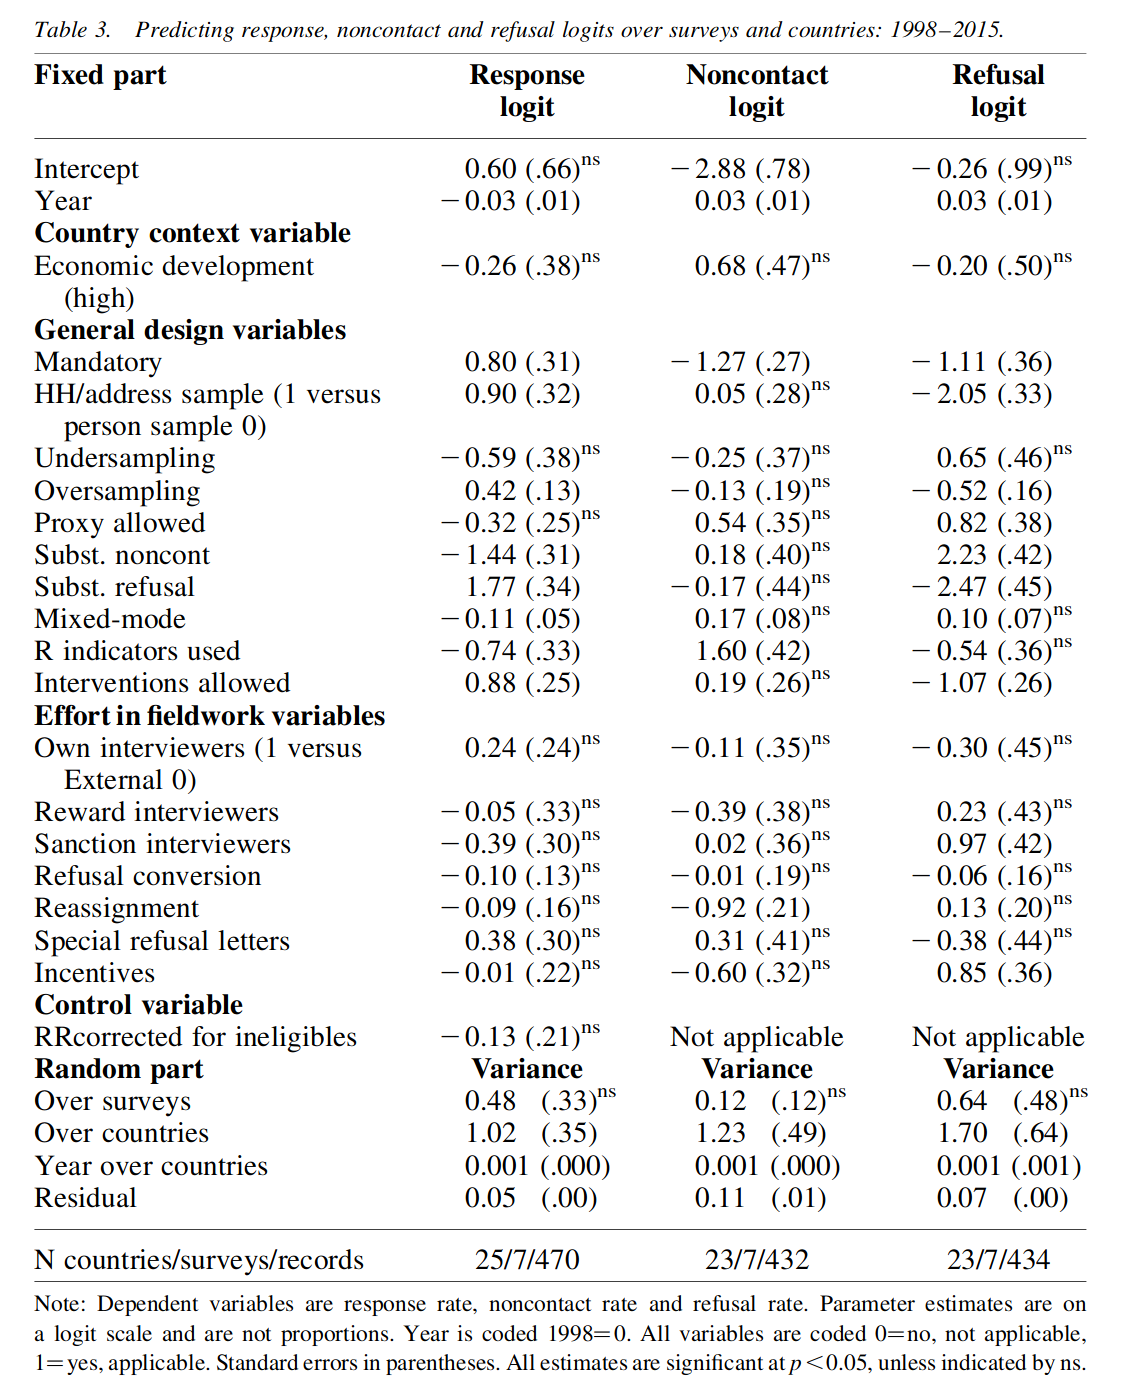 Table 3. Predicting response, noncontact and refusal logits over surveys and countries: 1998–2015.
Fixed part Response logit Noncontact logit Refusal logit
Intercept 0.60 (.66)ns −2.88 (.78) −0.26 (.99)ns
Year −0.03 (.01) 0.03 (.01) 0.03 (.01)
Country context variable
Economic development (high) −0.26 (.38)ns 0.68 (.47)ns −0.20 (.50)ns
General design variables
Mandatory 0.80 (.31) −1.27 (.27) −1.11 (.36)
HH/address sample (1 versus person sample 0) 0.90 (.32) 0.05 (.28)ns −2.05 (.33)
Undersampling −0.59 (.38)ns −0.25 (.37)ns 0.65 (.46)ns
Oversampling 0.42 (.13) −0.13 (.19)ns −0.52 (.16)
Proxy allowed −0.32 (.25)ns 0.54 (.35)ns 0.82 (.38)
Subst. noncont −1.44 (.31) 0.18 (.40)ns 2.23 (.42)
Subst. refusal 1.77 (.34) −0.17 (.44)ns −2.47 (.45)
Mixed-mode −0.11 (.05) 0.17 (.08)ns 0.10 (.07)ns
R indicators used −0.74 (.33) 1.60 (.42) −0.54 (.36)ns
Interventions allowed 0.88 (.25) 0.19 (.26)ns −1.07 (.26)
Effort in fieldwork variables
Own interviewers (1 versus External 0) 0.24 (.24)ns −0.11 (.35)ns −0.30 (.45)ns
Reward interviewers −0.05 (.33)ns −0.39 (.38)ns 0.23 (.43)ns
Sanction interviewers −0.39 (.30)ns 0.02 (.36)ns 0.97 (.42)
Refusal conversion −0.10 (.13)ns −0.01 (.19)ns −0.06 (.16)ns
Reassignment −0.09 (.16)ns −0.92 (.21) 0.13 (.20)ns
Special refusal letters 0.38 (.30)ns 0.31 (.41)ns −0.38 (.44)ns
Incentives −0.01 (.22)ns −0.60 (.32)ns 0.85 (.36)
Control variable
RRcorrected for ineligibles −0.13 (.21)ns Not applicable Not applicable
Random part Variance Variance Variance
Over surveys 0.48 (.33)ns 0.12 (.12)ns 0.64 (.48)ns
Over countries 1.02 (.35) 1.23 (.49) 1.70 (.64)
Year over countries 0.001 (.000) 0.001 (.000) 0.001 (.001)
Residual 0.05 (.00) 0.11 (.01) 0.07 (.00)
N countries/surveys/records 25/7/470 23/7/432 23/7/434
Note: Dependent variables are response rate, noncontact rate and refusal rate. Parameter estimates are on
a logit scale and are not proportions. Year is coded 1998=0. All variables are coded 0=no, not applicable,
1=yes, applicable. Standard errors in parentheses. All estimates are significant at p<0.05, unless indicated by ns.